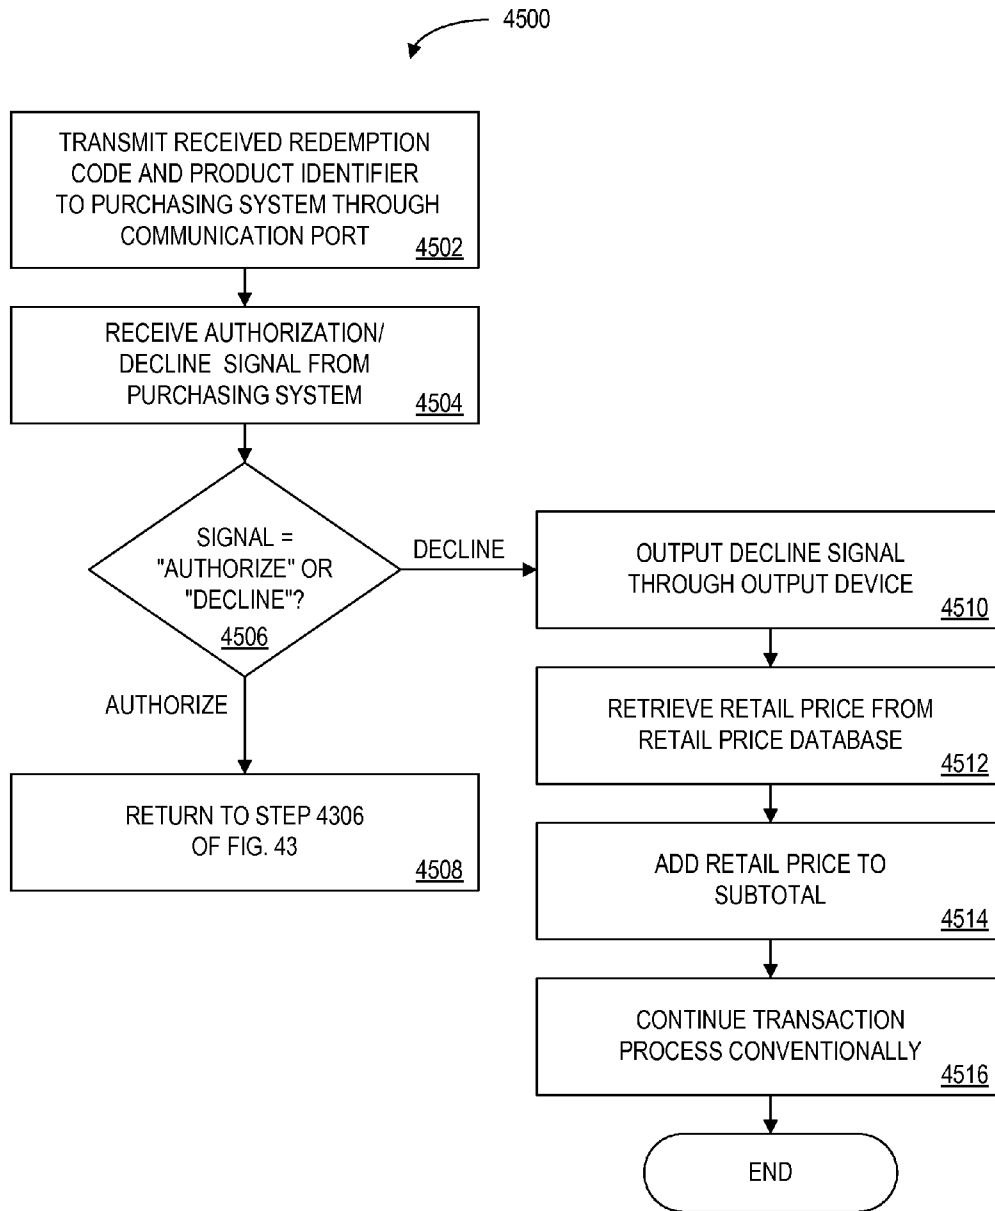 4500
TRANSMIT RECEIVED REDEMPTION
CODE AND PRODUCT IDENTIFIER
TO PURCHASING SYSTEM THROUGH
COMMUNICATION PORT
4502
RECEIVE AUTHORIZATION/
DECLINE SIGNAL FROM
PURCHASING SYSTEM
4504
SIGNAL =
"AUTHORIZE" OR
"DECLINE"?
4506
DECLINE
AUTHORIZE
RETURN TO STEP 4306
OF FIG. 43
4508
OUTPUT DECLINE SIGNAL
THROUGH OUTPUT DEVICE
4510
RETRIEVE RETAIL PRICE FROM
RETAIL PRICE DATABASE
4512
ADD RETAIL PRICE TO
SUBTOTAL
4514
CONTINUE TRANSACTION
PROCESS CONVENTIONALLY
4516
END